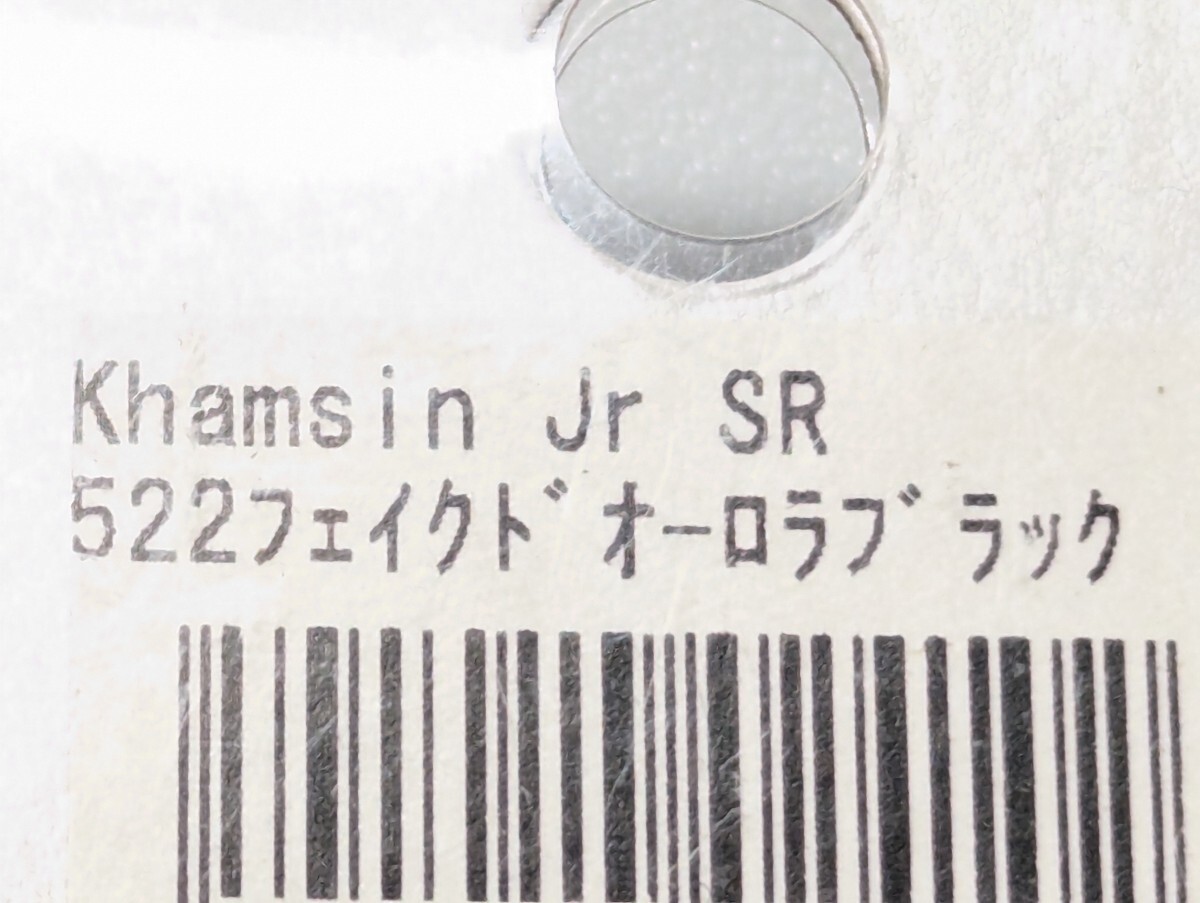 Khamsin Jr SR
522ﾌｪｲｸﾄﾞｵｰﾛﾗﾌﾞﾗｯｸ